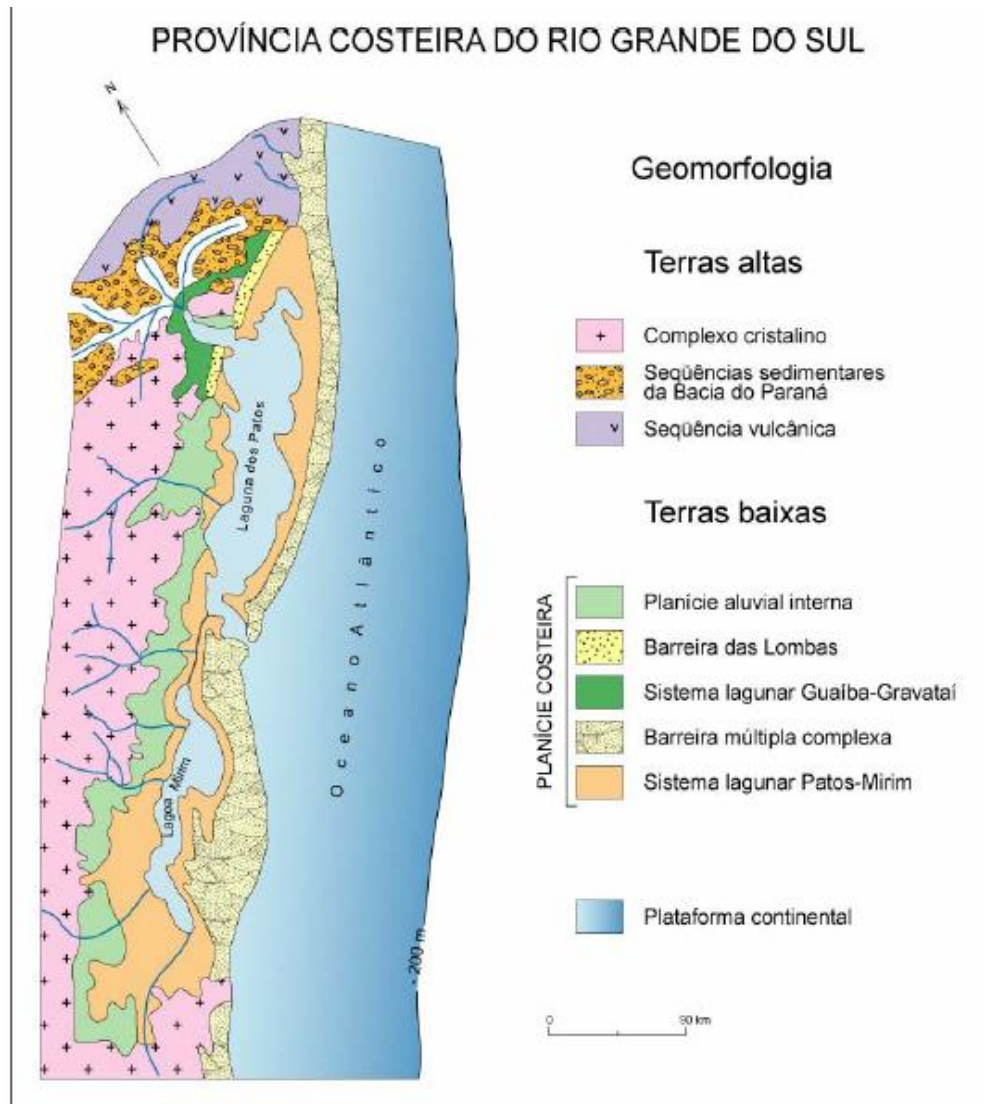 PROVÍNCIA COSTEIRA DO RIO GRANDE DO SUL
N
Geomorfologia
Terras altas
Complexo cristalino
Seqüências sedimentares
da Bacia do Paraná
Seqüência vulcânica
Terras baixas
PLANÍCIE COSTEIRA
Planície aluvial interna
Barreira das Lombas
Sistema lagunar Guaíba-Gravataí
Barreira múltipla complexa
Sistema lagunar Patos-Mirim
Plataforma continental
0 90 km
Laguna dos Patos
Lagoa Mirim
Oceano Atlântico
- 200 m